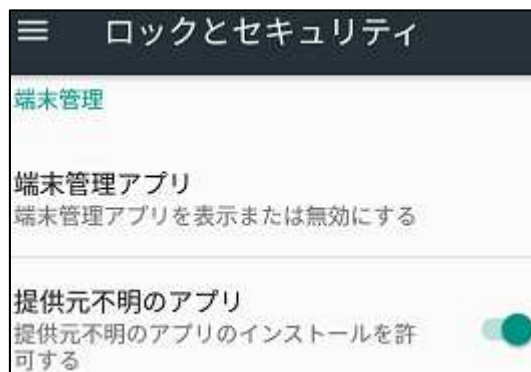 ロックとセキュリティ
端末管理
端末管理アプリ
端末管理アプリを表示または無効にする
提供元不明のアプリ
提供元不明のアプリのインストールを許
可する